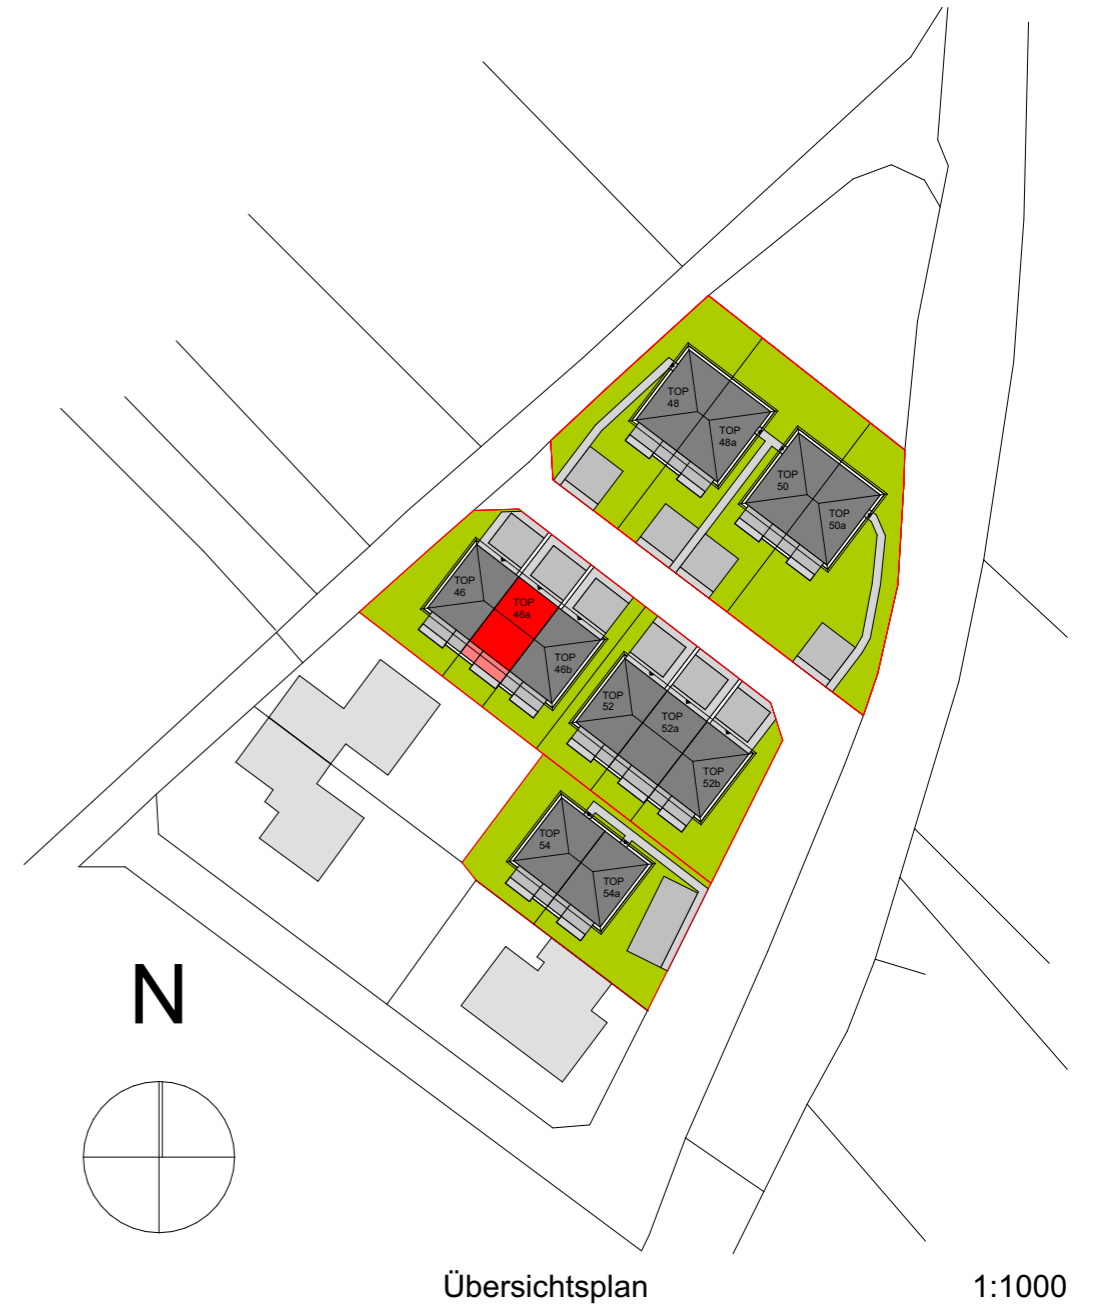 TOP
48
TOP
48a
TOP
50
TOP
50a
TOP
46
TOP
46a
TOP
46b
TOP
52
TOP
52a
TOP
52b
TOP
54
TOP
54a
N
Übersichtsplan
1:1000